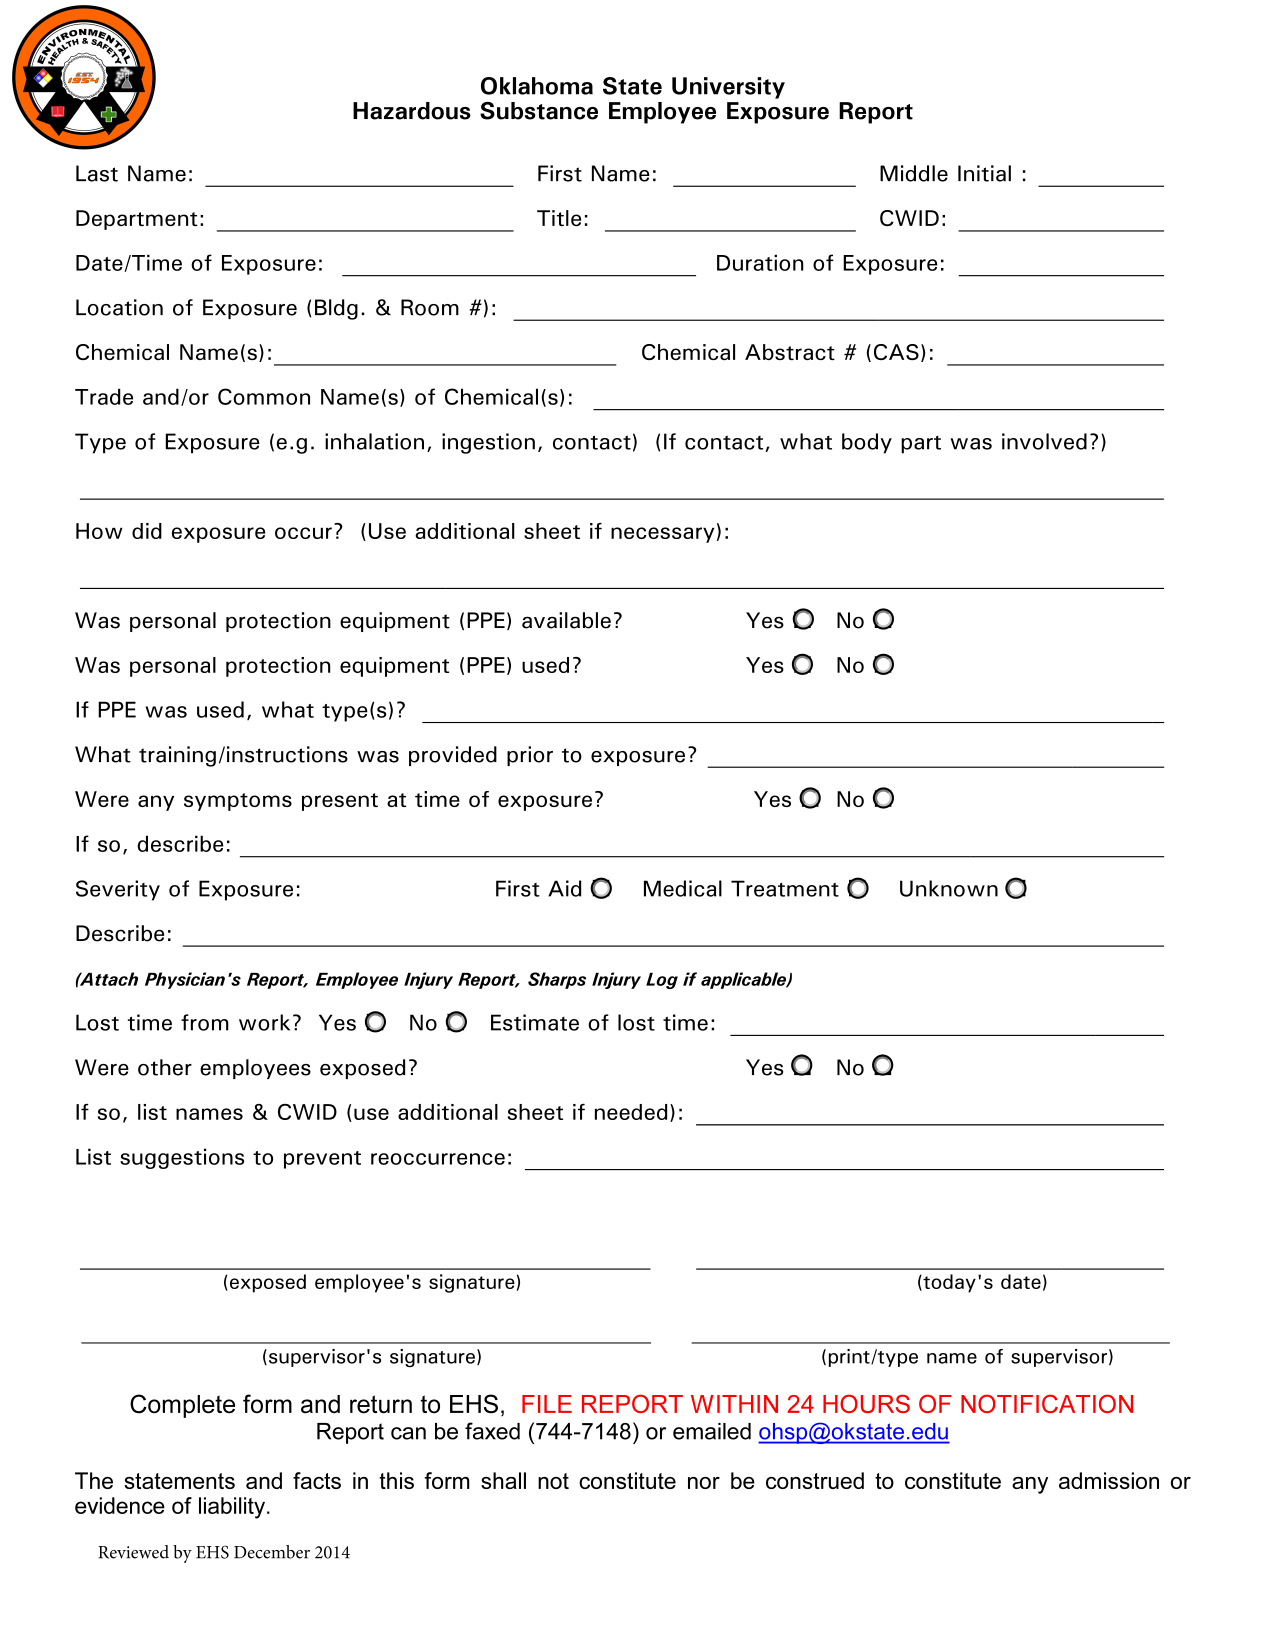 ENVIRONMENTAL
HEALTH & SAFETY
EST.
1954
Oklahoma State University
Hazardous Substance Employee Exposure Report
Last Name: First Name: Middle Initial :
Department: Title: CWID:
Date/Time of Exposure: Duration of Exposure:
Location of Exposure (Bldg. & Room #):
Chemical Name(s): Chemical Abstract # (CAS):
Trade and/or Common Name(s) of Chemical(s):
Type of Exposure (e.g. inhalation, ingestion, contact) (If contact, what body part was involved?)
How did exposure occur? (Use additional sheet if necessary):
Was personal protection equipment (PPE) available? Yes No
Was personal protection equipment (PPE) used? Yes No
If PPE was used, what type(s)?
What training/instructions was provided prior to exposure?
Were any symptoms present at time of exposure? Yes No
If so, describe:
Severity of Exposure: First Aid Medical Treatment Unknown
Describe:
(Attach Physician's Report, Employee Injury Report, Sharps Injury Log if applicable)
Lost time from work? Yes No Estimate of lost time:
Were other employees exposed? Yes No
If so, list names & CWID (use additional sheet if needed):
List suggestions to prevent reoccurrence:
(exposed employee's signature) (today's date)
(supervisor's signature) (print/type name of supervisor)
Complete form and return to EHS, FILE REPORT WITHIN 24 HOURS OF NOTIFICATION
Report can be faxed (744-7148) or emailed ohsp@okstate.edu
The statements and facts in this form shall not constitute nor be construed to constitute any admission or
evidence of liability.
Reviewed by EHS December 2014